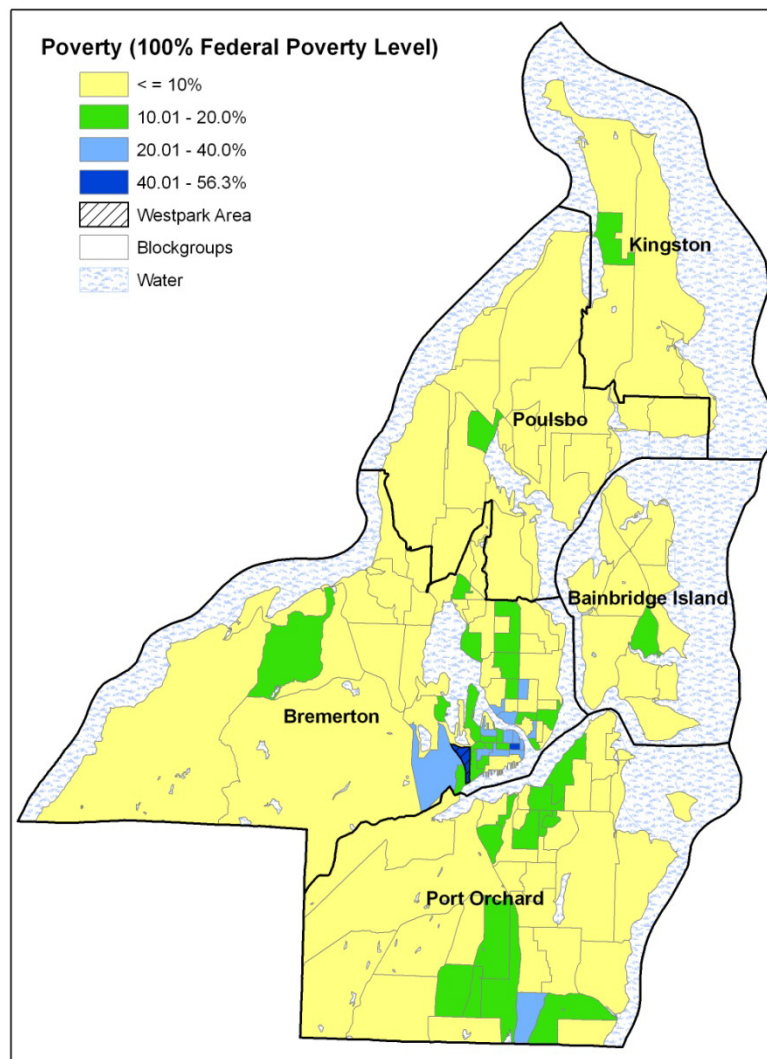 Poverty (100% Federal Poverty Level)
< = 10%
10.01 - 20.0%
20.01 - 40.0%
40.01 - 56.3%
Westpark Area
Blockgroups
Water
Kingston
Poulsbo
Bainbridge Island
Bremerton
Port Orchard